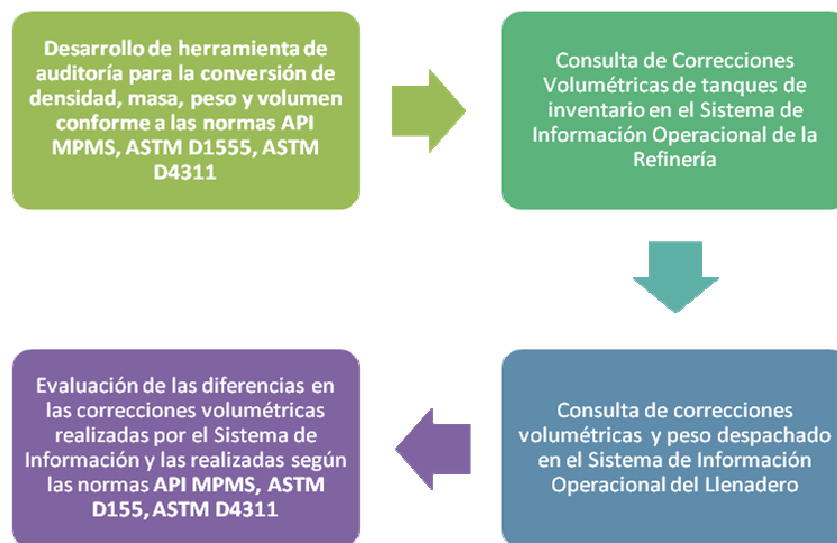 Desarrollo de herramienta de
auditoría para la conversión de
densidad, masa, peso y volumen
conforme a las normas API
MPMS, ASTM D1555, ASTM
D4311
Consulta de Correcciones
Volumétricas de tanques de
inventario en el Sistema de
Información Operacional de la
Refinería
Consulta de correcciones
volumétricas y peso despachado
en el Sistema de Información
Operacional del Llenadero
Evaluación de las diferencias en
las correcciones volumétricas
realizadas por el Sistema de
Información y las realizadas según
las normas API MPMS, ASTM
D155, ASTM D4311